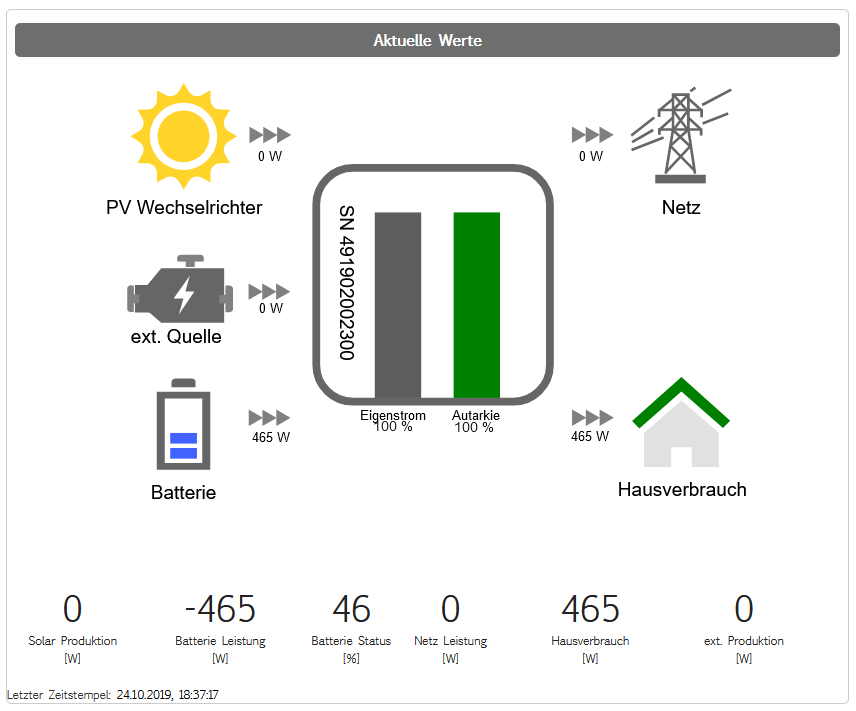 Aktuelle Werte
0 W
0 W
PV Wechselrichter
Netz
SN 491902002300
0 W
ext. Quelle
Eigenstrom
100 %
Autarkie
100 %
465 W
465 W
Batterie
Hausverbrauch
0
-465
46
0
465
0
Solar Produktion
Batterie Leistung
Batterie Status
Netz Leistung
Hausverbrauch
ext. Produktion
[W]
[W]
[%]
[W]
[W]
[W]
Letzter Zeitstempel: 24.10.2019, 18:37:17